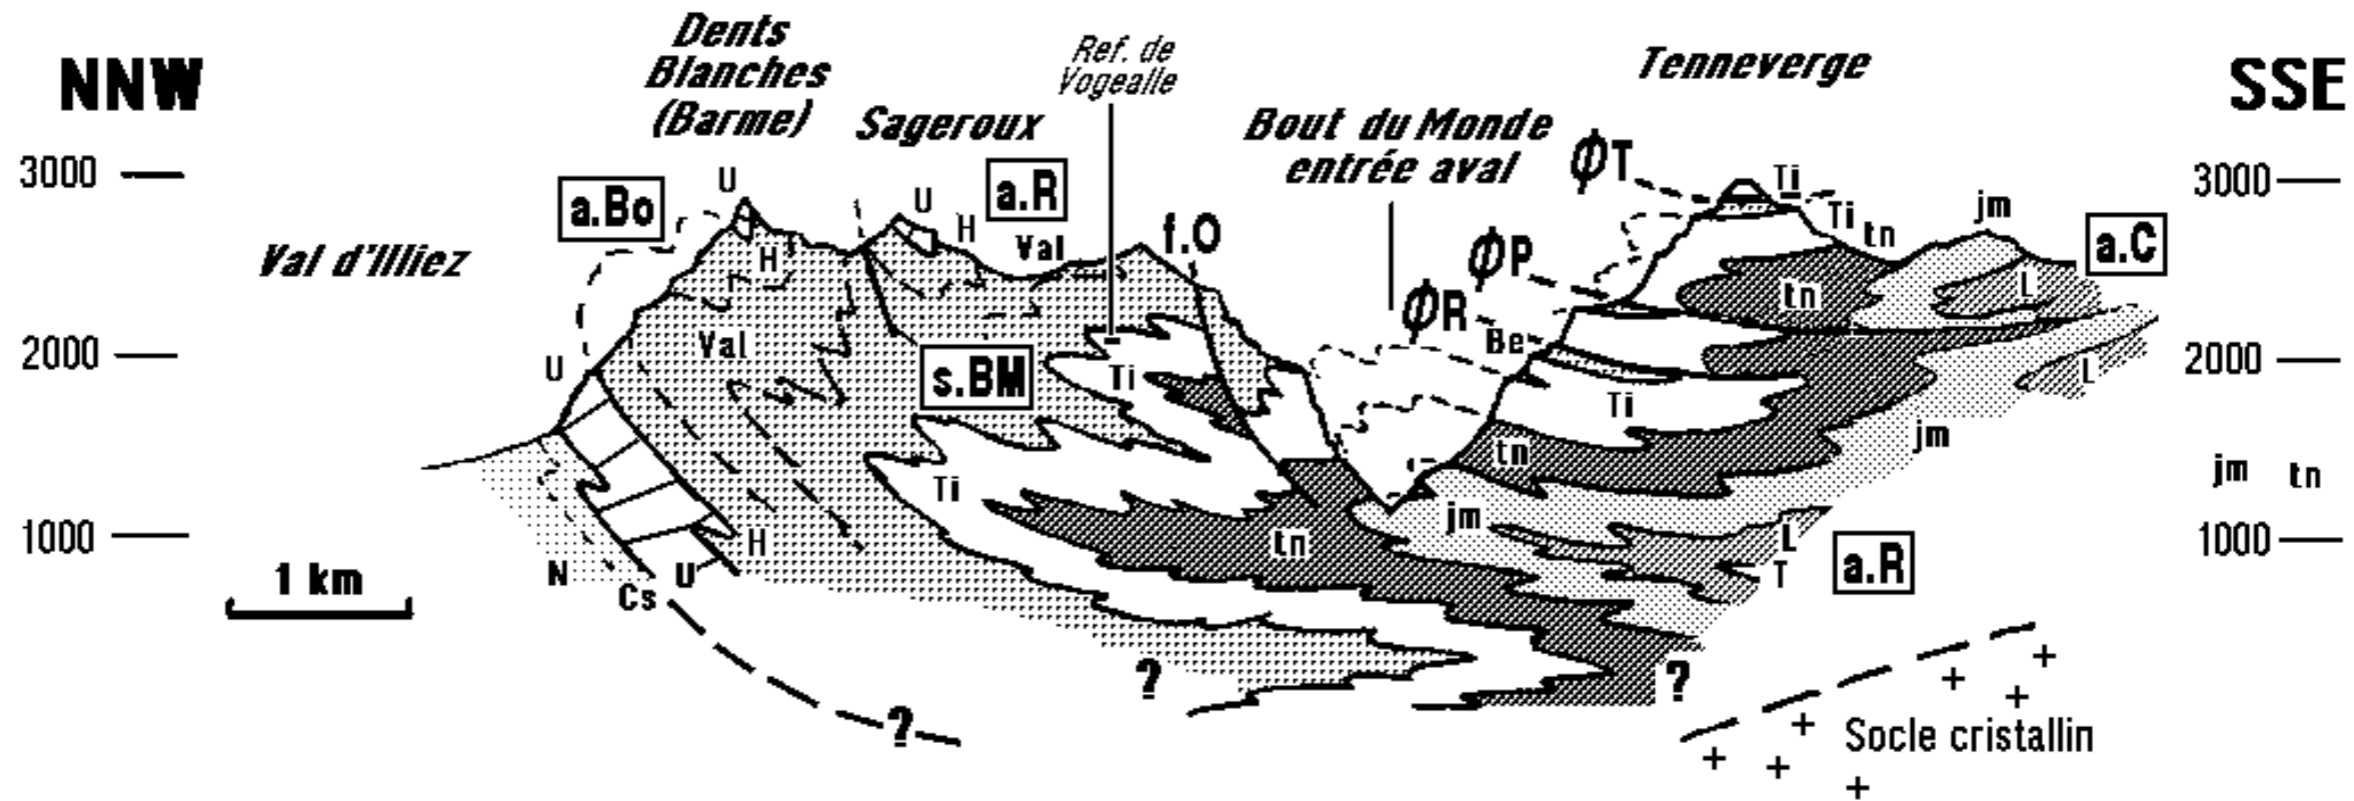 NNW
Dents
Blanches
(Barme)
Sageroux
Ref. de
Vogealle
Bout du Monde
entrée aval
Tenneverge
SSE
3000
3000
Val d'Illiez
a.Bo
U
U
H
a.R
Val
f.O
ΦT
ΦP
ΦR
Ti
Ti
tn
jm
a.C
H
L
tn
Be
2000
2000
U
Val
s.BM
Ti
Ti
L
jm
tn
Ti
tn
jm
jm
tn
1000
1000
H
L
T
a.R
N
Cs
U
1 km
?
?
?
Socle cristallin